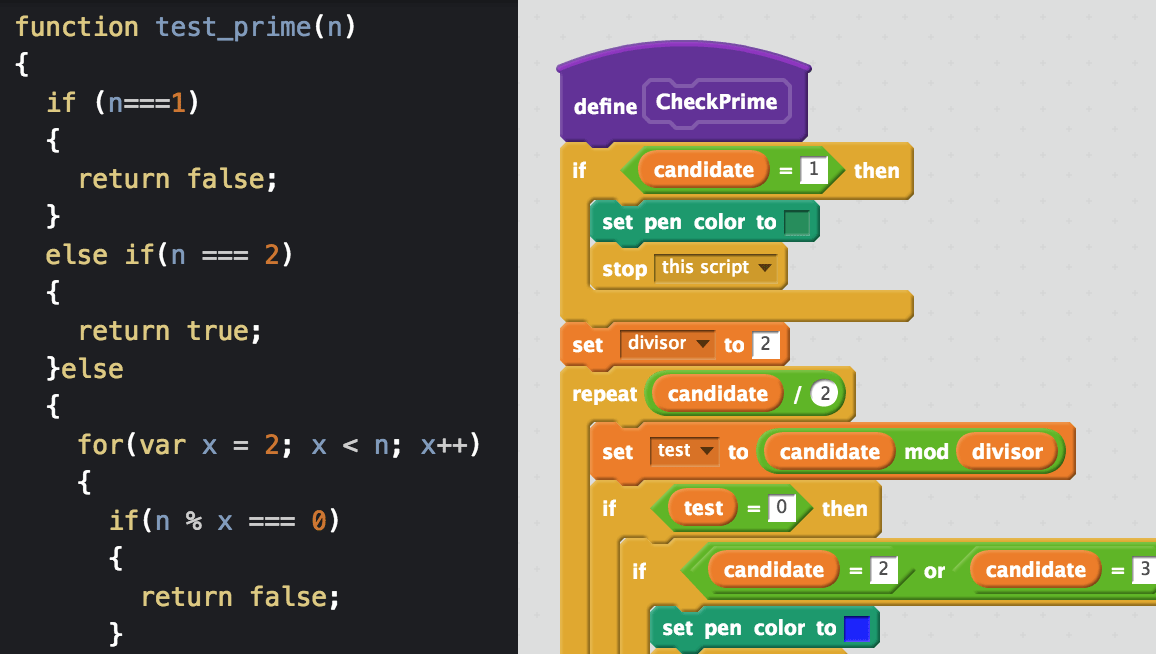 function test_prime(n)
{
if (n===1)
{
return false;
}
else if(n === 2)
{
return true;
}else
{
for(var x = 2; x < n; x++)
{
if(n % x === 0)
{
return false;
}
define CheckPrime
if candidate = 1 then
set pen color to
stop this script
set divisor to 2
repeat candidate / 2
set test to candidate mod divisor
if test = 0 then
if candidate = 2 or candidate = 3
set pen color to